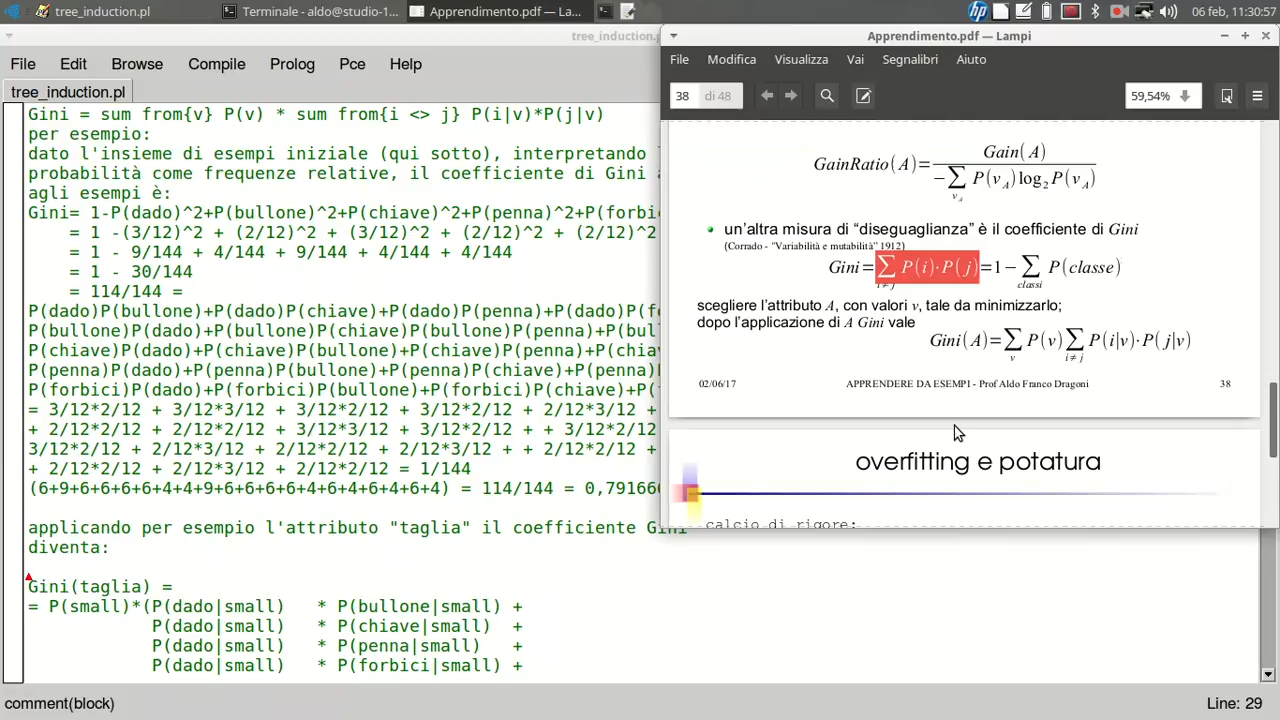 tree_induction.pl
Terminale - aldo@studio-1...
Apprendimento.pdf — La...
06 feb, 11:30:57
tree_induction.p
File Edit Browse Compile Prolog Pce Help
tree_induction.pl
Gini = sum from{v} P(v) * sum from{i <> j} P(i|v)*P(j|v)
per esempio:
dato l'insieme di esempi iniziale (qui sotto), interpretando
probabilità come frequenze relative, il coefficiente di Gini
agli esempi è:
Gini= 1-P(dado)^2+P(bullone)^2+P(chiave)^2+P(penna)^2+P(forbic
= 1 -(3/12)^2 + (2/12)^2 + (3/12)^2 + (2/12)^2 + (2/12)^2
= 1 - 9/144 + 4/144 + 9/144 + 4/144 + 4/144
= 1 - 30/144
= 114/144 =
P(dado)P(bullone)+P(dado)P(chiave)+P(dado)P(penna)+P(dado)P(fo
P(bullone)P(dado)+P(bullone)P(chiave)P(bullone)P(penna)+P(bull
P(chiave)P(dado)+P(chiave)P(bullone)+P(chiave)P(penna)+P(chiav
P(penna)P(dado)+P(penna)P(bullone)+P(penna)P(chiave)+P(penna)P
P(forbici)P(dado)+P(forbici)P(bullone)+P(forbici)P(chiave)+P(
= 3/12*2/12 + 3/12*3/12 + 3/12*2/12 + 3/12*2/12 + 2/12*3/12 +
+ 2/12*2/12 + 2/12*2/12 + 3/12*3/12 + 3/12*2/12 + + 3/12*2/12
3/12*2/12 + 2/12*3/12 + 2/12*2/12 + 2/12*3/12 + + 2/12*2/12
+ 2/12*2/12 + 2/12*3/12 + 2/12*2/12 = 1/144
(6+9+6+6+6+6+4+4+9+6+6+6+6+4+6+4+6+4+6+4) = 114/144 = 0,791666
applicando per esempio l'attributo "taglia" il coefficiente Gini
diventa:
Gini(taglia) =
= P(small)*(P(dado|small) * P(bullone|small) +
P(dado|small) * P(chiave|small) +
P(dado|small) * P(penna|small) +
P(dado|small) * P(forbici|small) +
comment(block)
Line: 29
Apprendimento.pdf — Lampi
File Modifica Visualizza Vai Segnalibri Aiuto
38 di 48
59,54%
GainRatio(A)=Gain(A)/−∑ P(v_A)log₂P(v_A)
v_A
un'altra misura di “diseguaglianza” è il coefficiente di Gini
(Corrado - "Variabilità e mutabilità" 1912)
Gini=∑ P(i)·P(j)=1−∑ P(classe)
i≠j classi
scegliere l'attributo A, con valori v, tale da minimizzarlo;
dopo l'applicazione di A Gini vale
Gini(A)=∑ P(v)∑ P(i|v)·P(j|v)
v i≠j
02/06/17 APPRENDERE DA ESEMPI - Prof Aldo Franco Dragoni 38
overfitting e potatura
calcio di rigore: